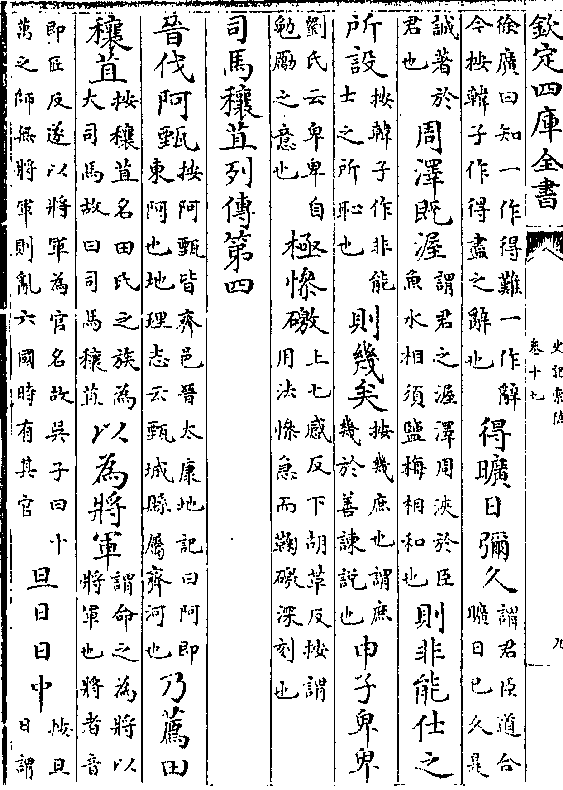 欽定四庫全書
史記索隱
卷十七
九
徐廣曰知一作得難一作辭
今按韓子作得盡之辭也
得曠日彌久
謂君臣道合
曠日已久是
誠著於
君也
周澤既渥
謂君之渥澤周浹於臣
魚水相須鹽梅相和也
則非能仕之
所設
按韓子作非能
士之所恥也
則幾矣
按幾庶也謂庶
幾於善諫說也
申子卑卑
劉氏云卑卑自
勉勵之意也
極慘礉
上七感反下胡革反按謂
用法慘急而鞠礉深刻也
司馬穰苴列傳第四
晉伐阿甄
按阿甄皆齊邑晉太康地記曰阿即
東阿也地理志云甄城縣屬齊河也
乃薦田
穰苴
按穰苴名田氏之族為
大司馬故曰司馬穰苴
以為將軍
謂命之為將以
將軍也將者音
即匠反遂以將軍為官名故吳子曰十
萬之師無將軍則亂六國時有其官
旦日日中
按旦
日謂